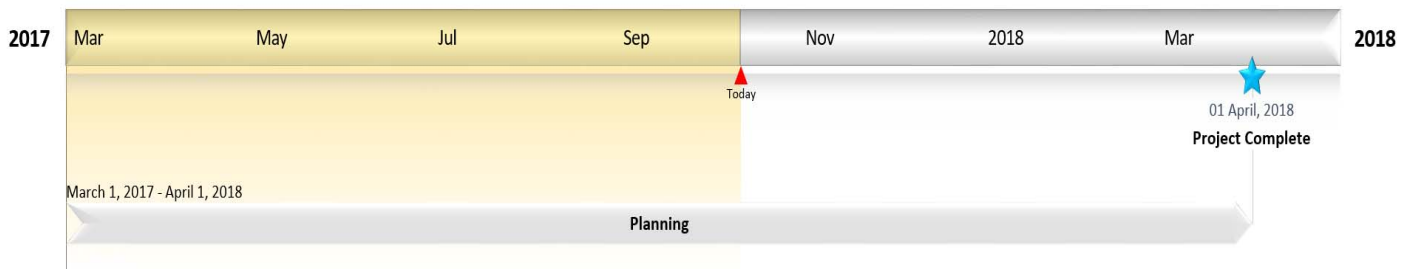 2017 Mar May Jul Sep Nov 2018 Mar 2018
Today
01 April, 2018
Project Complete
March 1, 2017 - April 1, 2018
Planning